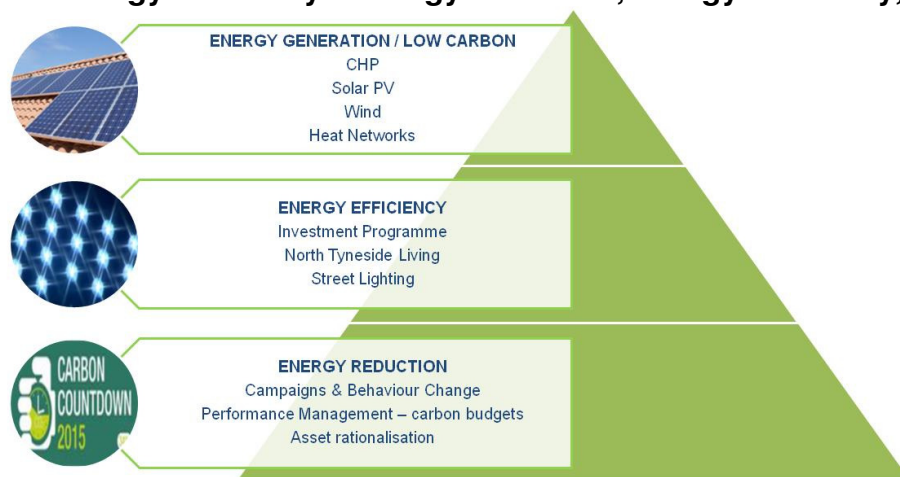 ENERGY GENERATION / LOW CARBON
CHP
Solar PV
Wind
Heat Networks
ENERGY EFFICIENCY
Investment Programme
North Tyneside Living
Street Lighting
CARBON
COUNTDOWN
2015
ENERGY REDUCTION
Campaigns & Behaviour Change
Performance Management – carbon budgets
Asset rationalisation